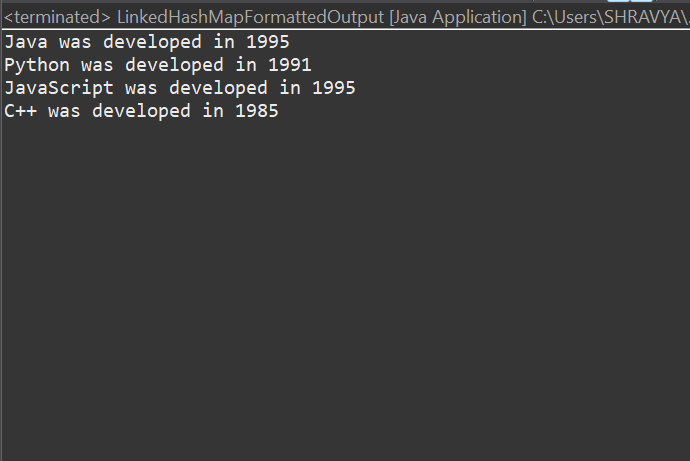 <terminated> LinkedHashMapFormattedOutput [Java Application] C:\Users\SHRAVYA\.
Java was developed in 1995
Python was developed in 1991
JavaScript was developed in 1995
C++ was developed in 1985